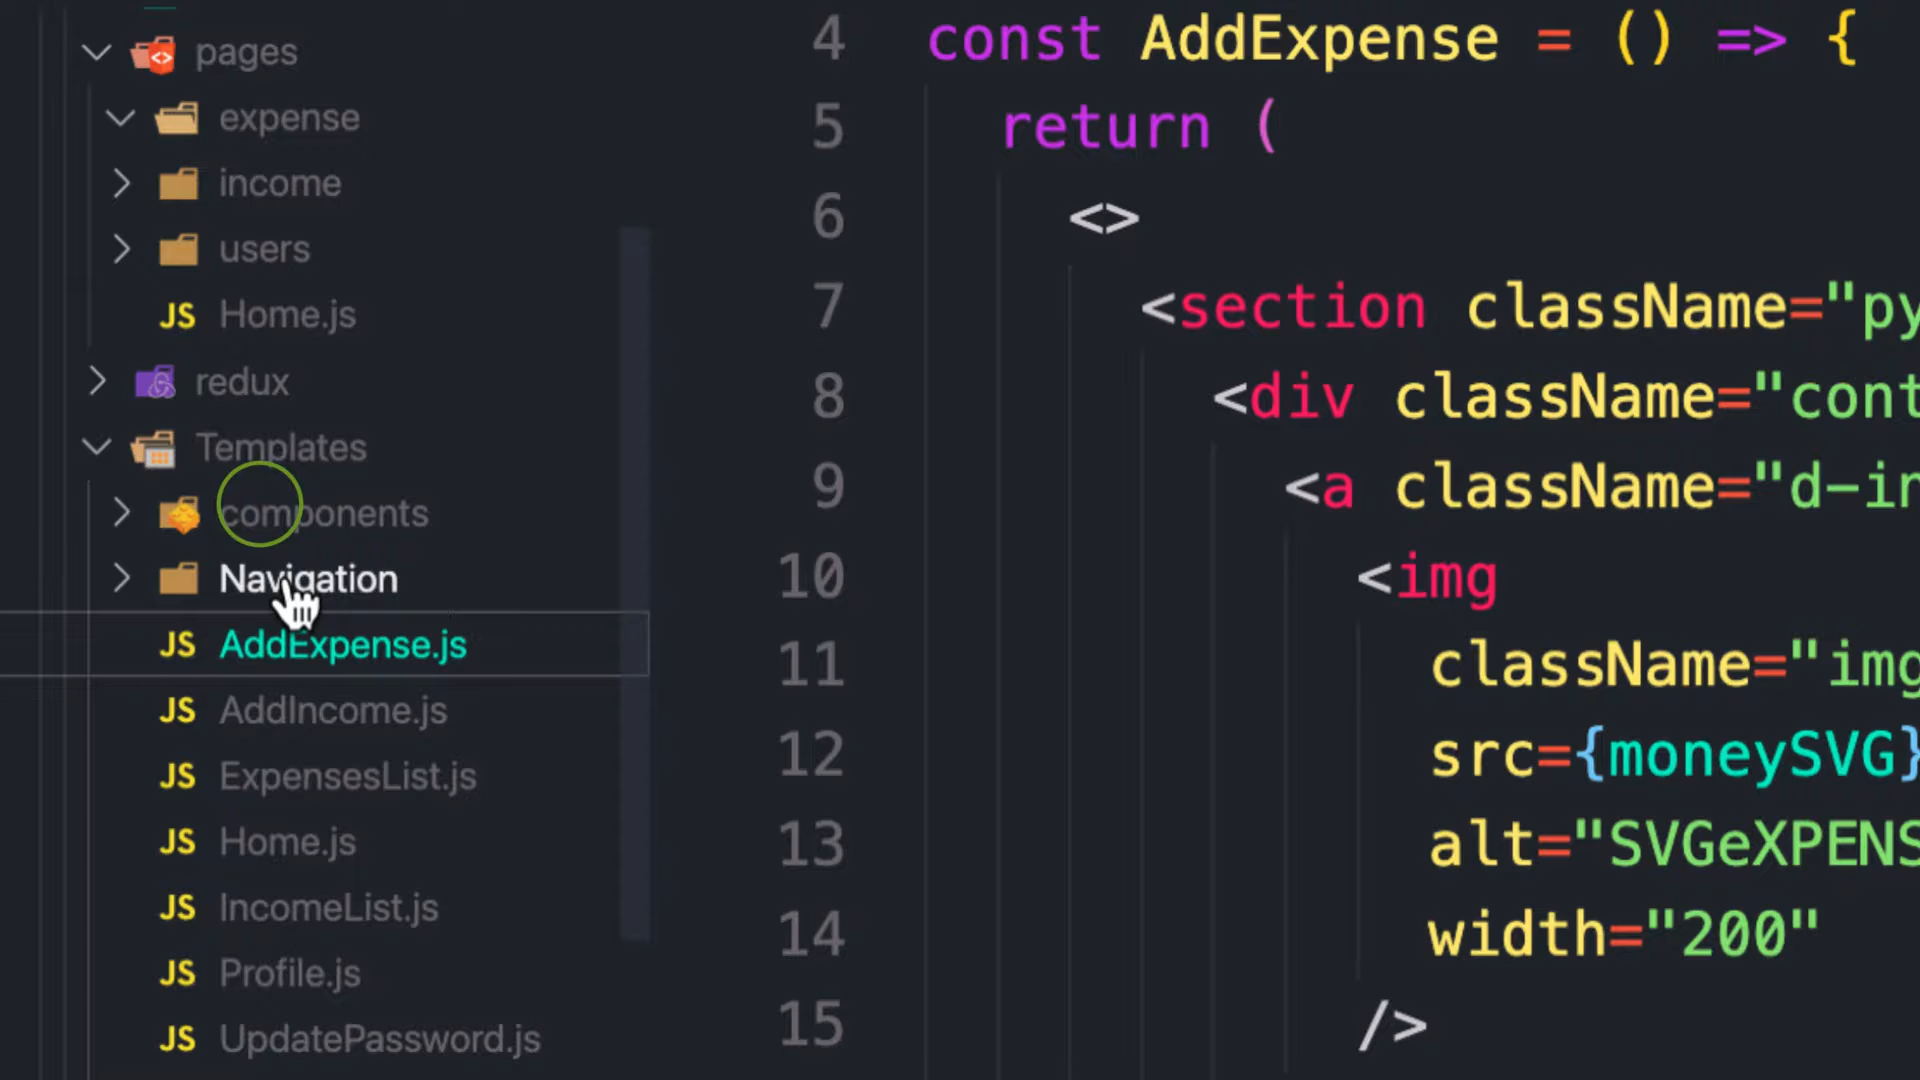 pages
expense
income
users
JS Home.js
redux
Templates
components
Navigation
JS AddExpense.js
JS AddIncome.js
JS ExpensesList.js
JS Home.js
JS IncomeList.js
JS Profile.js
JS UpdatePassword.js
4 const AddExpense = () => {
5 return (
6 <>
7 <section className="py
8 <div className="cont
9 <a className="d-in
10 <img
11 className="img
12 src={moneySVG}
13 alt="SVGeXPENS
14 width="200"
15 />